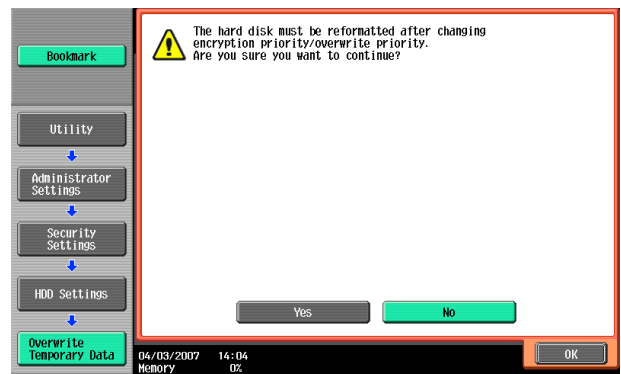 Bookmark
Utility
Administrator
Settings
Security
Settings
HDD Settings
Overwrite
Temporary Data
The hard disk must be reformatted after changing
encryption priority/overwrite priority.
Are you sure you want to continue?
Yes
No
04/03/2007 14:04
Memory 0%
OK